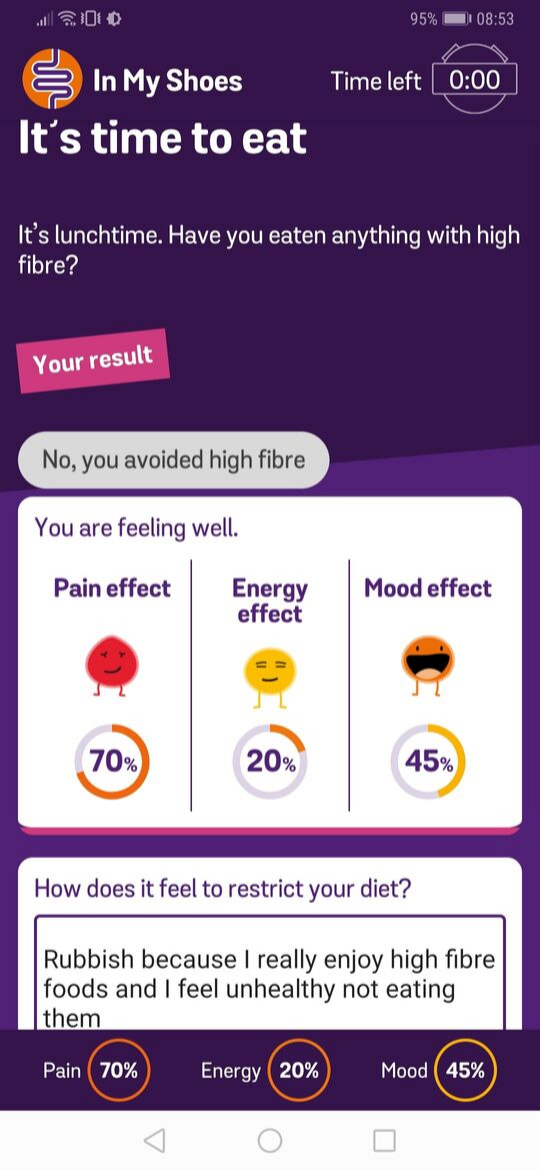 95% 08:53
In My Shoes
Time left 0:00
It's time to eat
It's lunchtime. Have you eaten anything with high
fibre?
Your result
No, you avoided high fibre
You are feeling well.
Pain effect
Energy
effect
Mood effect
70%
20%
45%
How does it feel to restrict your diet?
Rubbish because I really enjoy high fibre
foods and I feel unhealthy not eating
them
Pain 70% Energy 20% Mood 45%